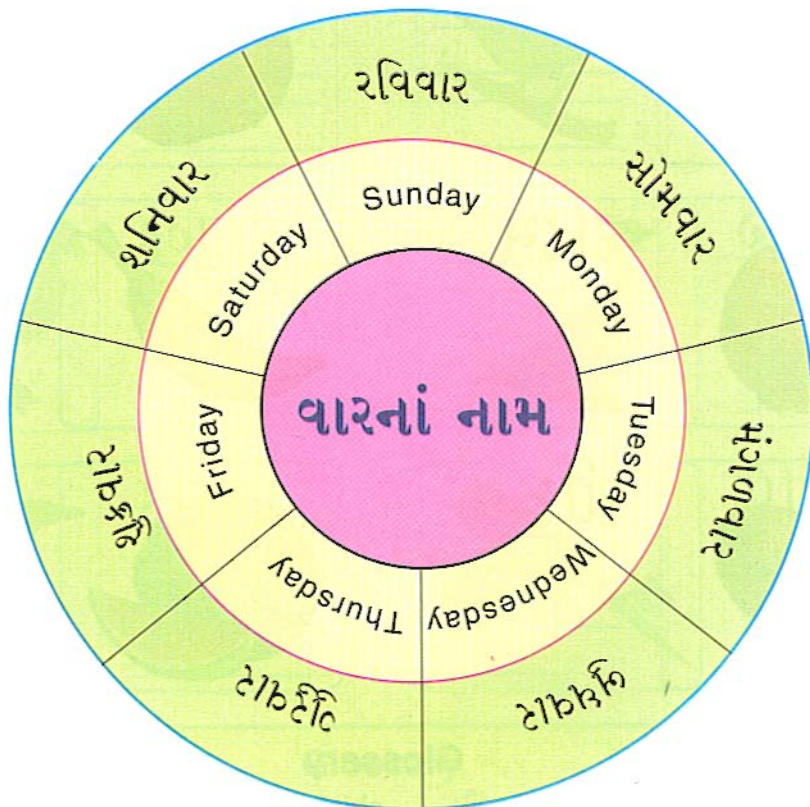 રવિવાર
Sunday
સોમવાર
Monday
મંગળવાર
Tuesday
બુધવાર
Wednesday
ગુરૂવાર
Thursday
શુક્રવાર
Friday
શનિવાર
Saturday
વારનાં નામ